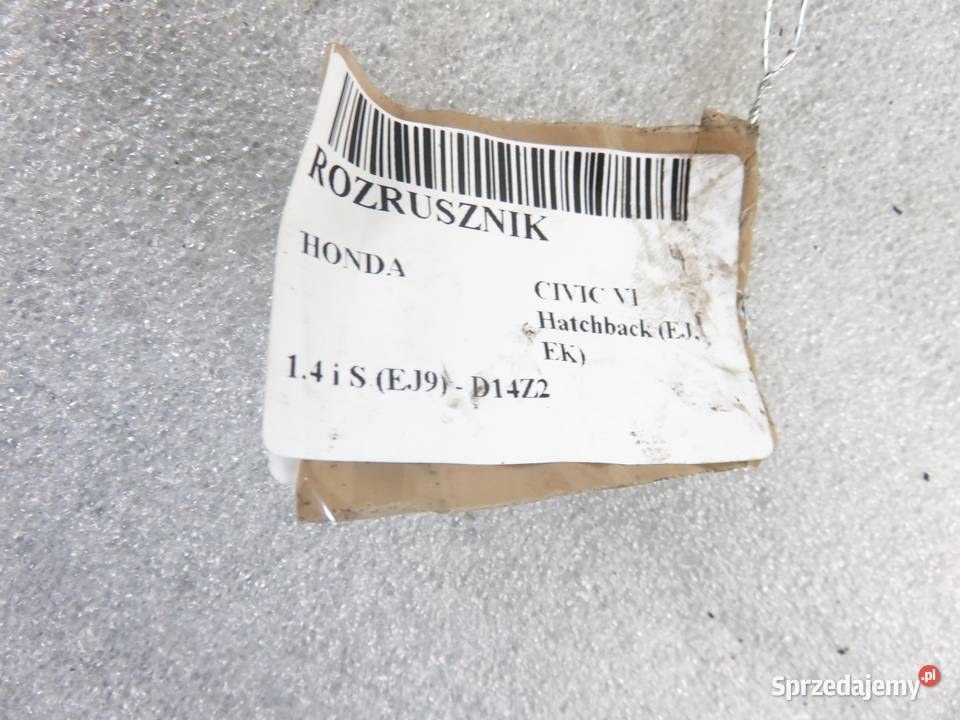 ROZRUSZNIK
HONDA
CIVIC VI
Hatchback (EJ,
EK)
1.4 i S (EJ9) - D14Z2
Sprzedajemy.pl